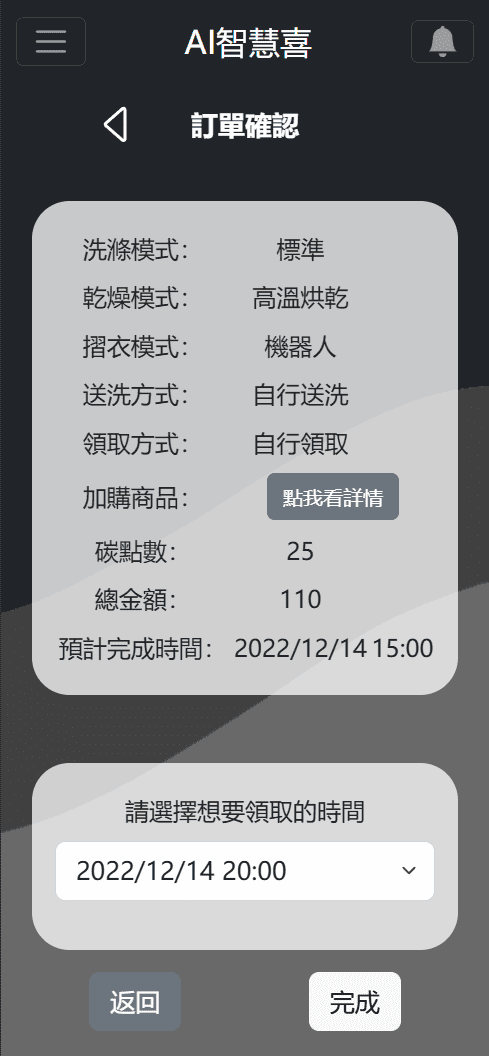 AI智慧喜
訂單確認
洗滌模式： 標準
乾燥模式： 高溫烘乾
摺衣模式： 機器人
送洗方式： 自行送洗
領取方式： 自行領取
加購商品： 點我看詳情
碳點數： 25
總金額： 110
預計完成時間： 2022/12/14 15:00
請選擇想要領取的時間
2022/12/14 20:00
返回 完成